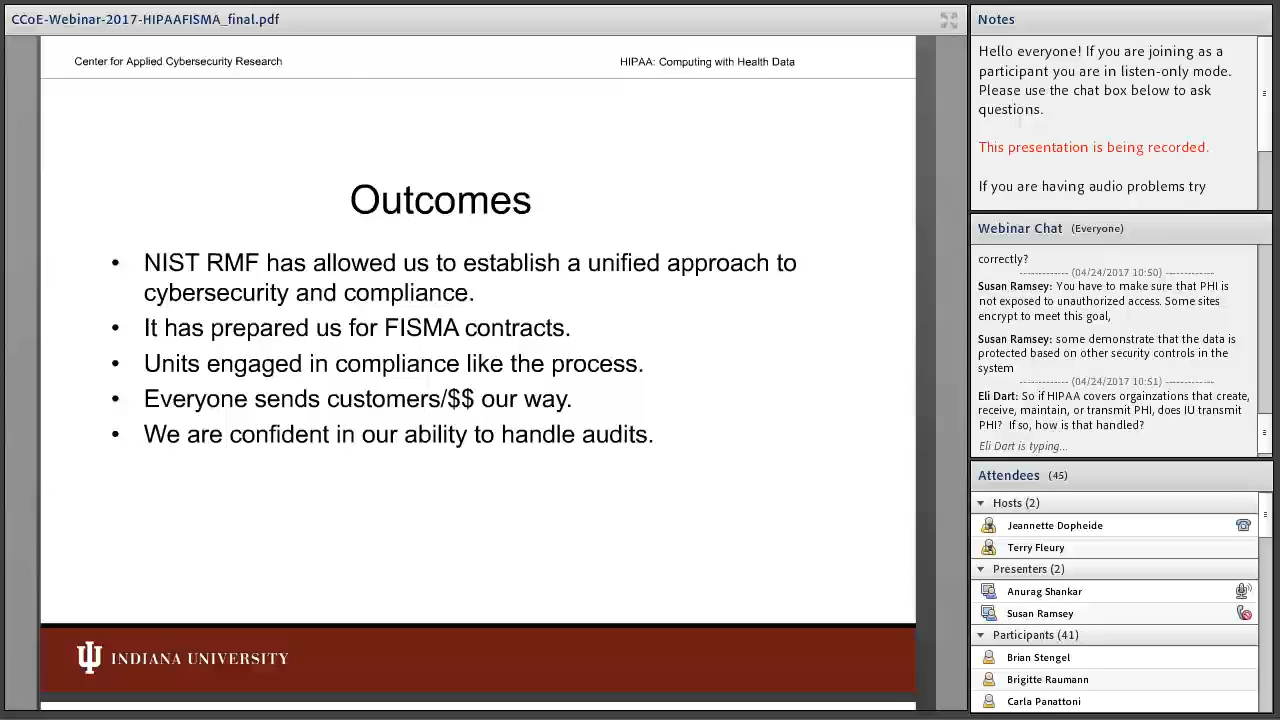 CCoE-Webinar-2017-HIPAAFISMA_final.pdf
Center for Applied Cybersecurity Research
HIPAA: Computing with Health Data
Outcomes
• NIST RMF has allowed us to establish a unified approach to
cybersecurity and compliance.
• It has prepared us for FISMA contracts.
• Units engaged in compliance like the process.
• Everyone sends customers/$$ our way.
• We are confident in our ability to handle audits.
INDIANA UNIVERSITY
Notes
Hello everyone! If you are joining as a
participant you are in listen-only mode.
Please use the chat box below to ask
questions.
This presentation is being recorded.
If you are having audio problems try
Webinar Chat (Everyone)
correctly?
------------- (04/24/2017 10:50) -------------
Susan Ramsey: You have to make sure that PHI is
not exposed to unauthorized access. Some sites
encrypt to meet this goal,
Susan Ramsey: some demonstrate that the data is
protected based on other security controls in the
system
------------- (04/24/2017 10:51) -------------
Eli Dart: So if HIPAA covers orgainzations that create,
receive, maintain, or transmit PHI, does IU transmit
PHI? If so, how is that handled?
Eli Dart is typing...
Attendees (45)
Hosts (2)
Jeannette Dopheide
Terry Fleury
Presenters (2)
Anurag Shankar
Susan Ramsey
Participants (41)
Brian Stengel
Brigitte Raumann
Carla Panattoni